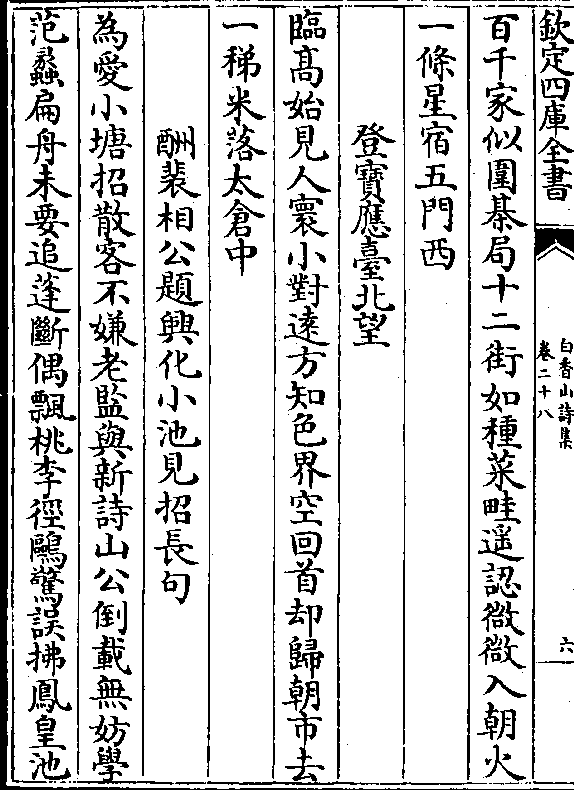 欽定四庫全書
白香山詩集
卷二十八
六
百千家似圍棊局十二街如種菜畦遥認微微入朝火
一條星宿五門西
登寶應臺北望
臨髙始見人寰小對逺方知色界空回首却歸朝市去
一稊米落太倉中
酬裴相公題興化小池見招長句
為愛小塘招散客不嫌老監與新詩山公倒載無妨學
范蠡扁舟未要追蓬斷偶飄桃李徑鷗驚誤拂鳳皇池